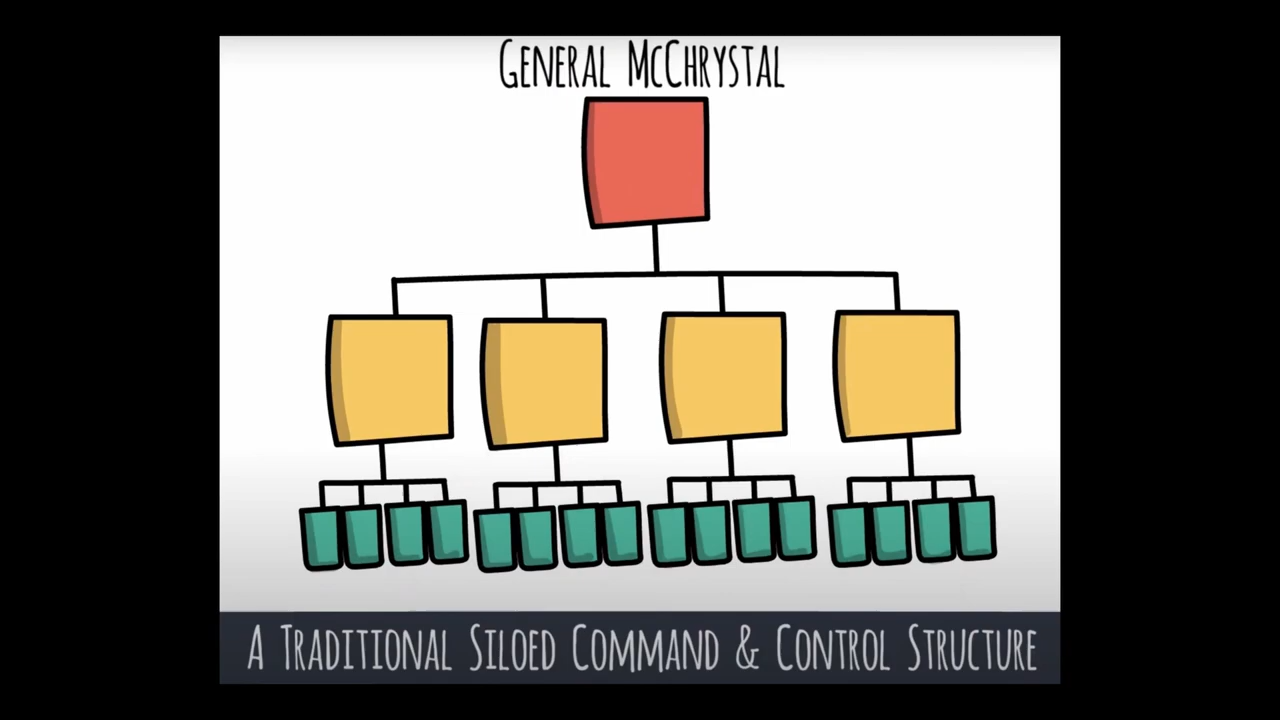 General McChrystal
A Traditional Siloed Command & Control Structure